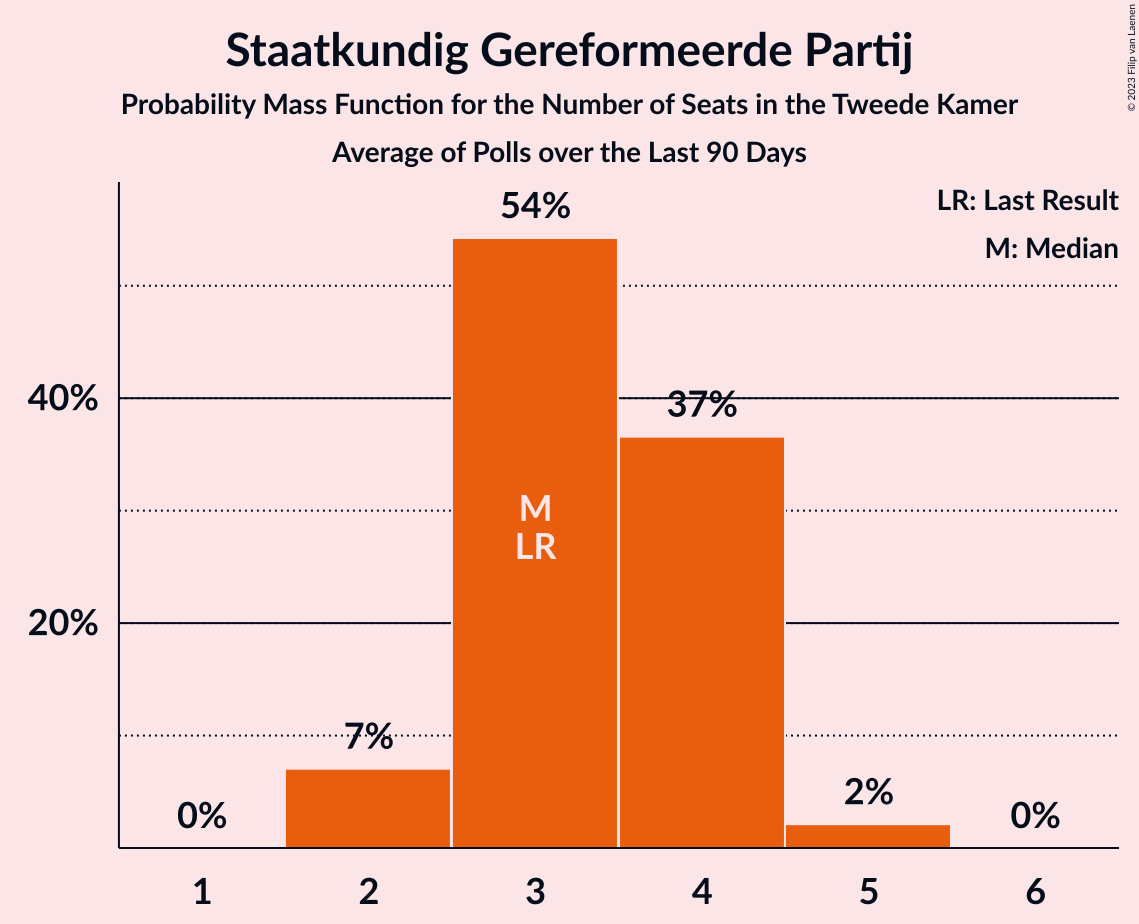 Staatkundig Gereformeerde Partij
Probability Mass Function for the Number of Seats in the Tweede Kamer
Average of Polls over the Last 90 Days
© 2023 Filip van Laenen
LR: Last Result
M: Median
54%
40%
37%
M
LR
20%
7%
2%
0%
0%
1 2 3 4 5 6